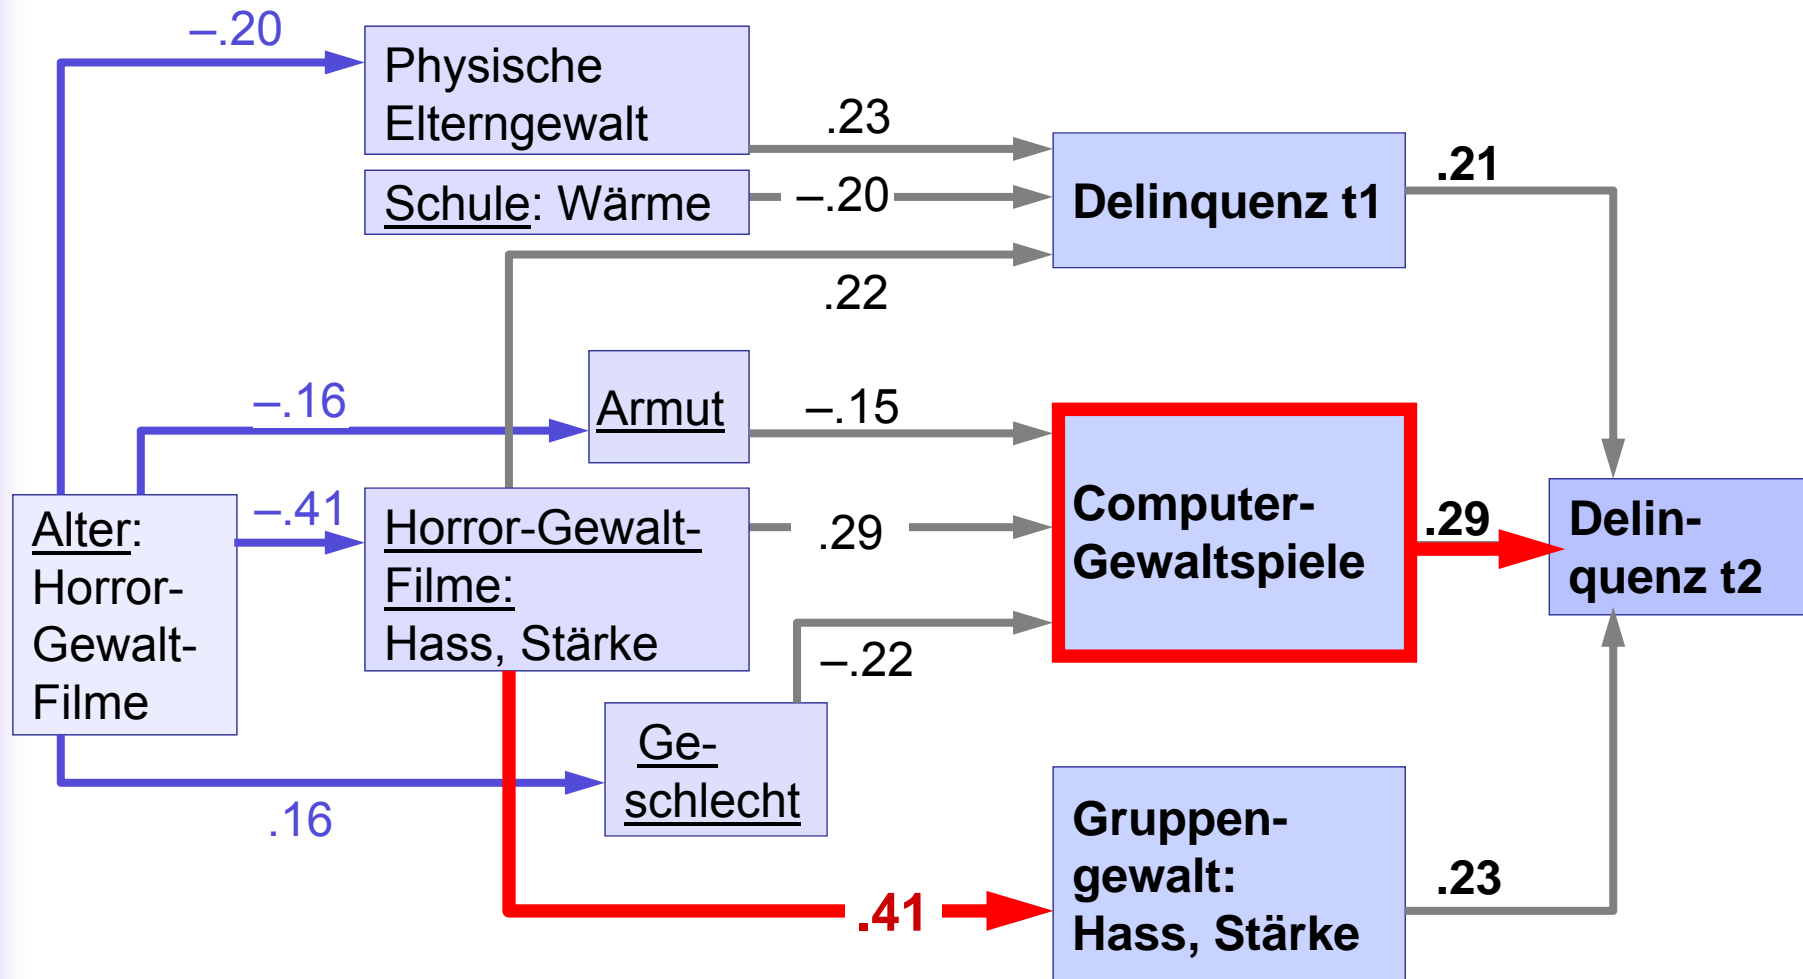 –.20
Physische
Elterngewalt
.23
Schule: Wärme
–.20
Delinquenz t1
.21
.22
–.16
Armut
–.15
Alter:
Horror-
Gewalt-
Filme
–.41
Horror-Gewalt-
Filme:
Hass, Stärke
.29
Computer-
Gewaltspiele
.29
Delin-
quenz t2
–.22
.16
Ge-
schlecht
.41
Gruppen-
gewalt:
Hass, Stärke
.23